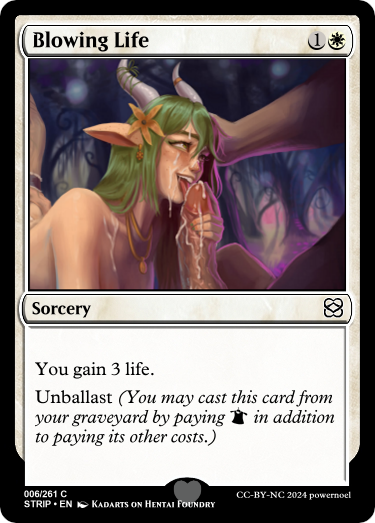 Blowing Life
1
Sorcery
You gain 3 life.
Unballast (You may cast this card from
your graveyard by paying in addition
to paying its other costs.)
006/261 C
STRIP • EN Kadarts on Hentai Foundry
CC-BY-NC 2024 powernoel